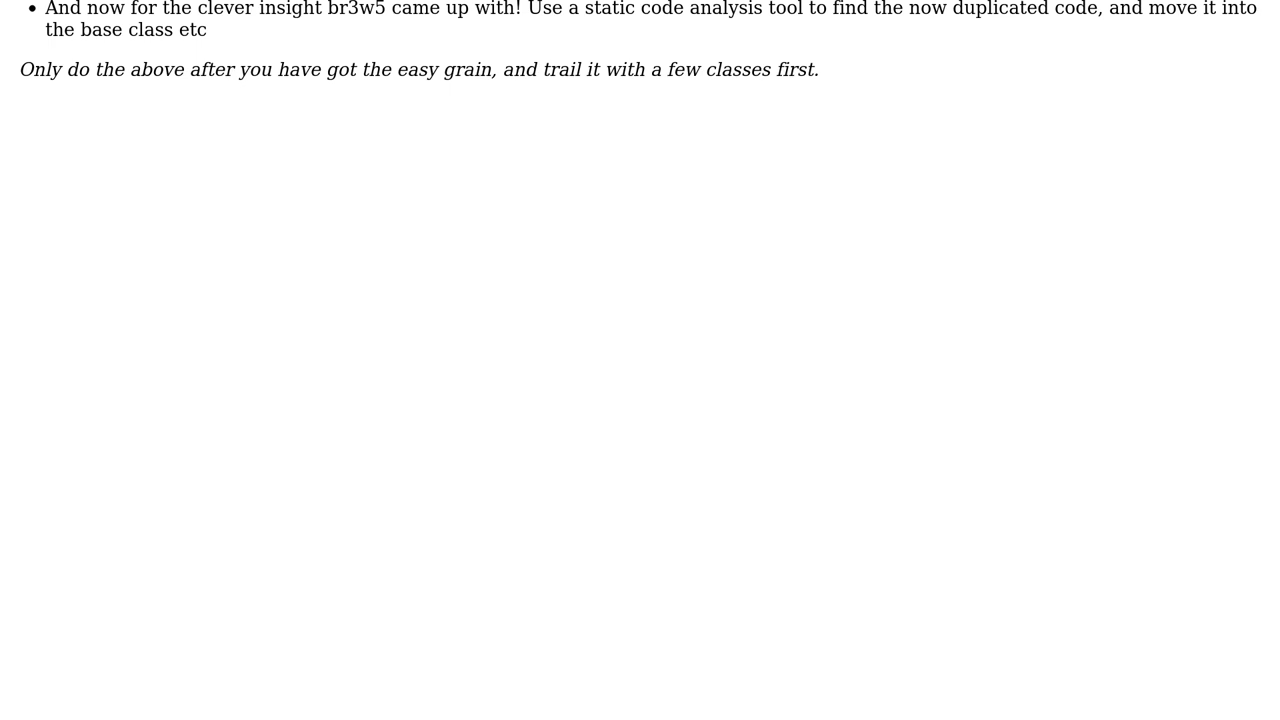 • And now for the clever insight br3w5 came up with! Use a static code analysis tool to find the now duplicated code, and move it into
the base class etc
Only do the above after you have got the easy grain, and trail it with a few classes first.